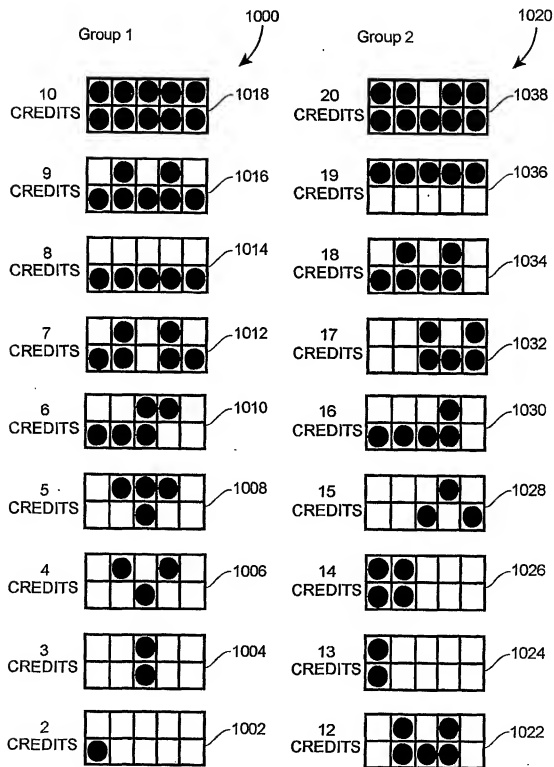 1000
1020
Group 1
Group 2
10
CREDITS
1018
20
CREDITS
1038
9
CREDITS
1016
19
CREDITS
1036
8
CREDITS
1014
18
CREDITS
1034
7
CREDITS
1012
17
CREDITS
1032
6
CREDITS
1010
16
CREDITS
1030
5
CREDITS
1008
15
CREDITS
1028
4
CREDITS
1006
14
CREDITS
1026
3
CREDITS
1004
13
CREDITS
1024
2
CREDITS
1002
12
CREDITS
1022